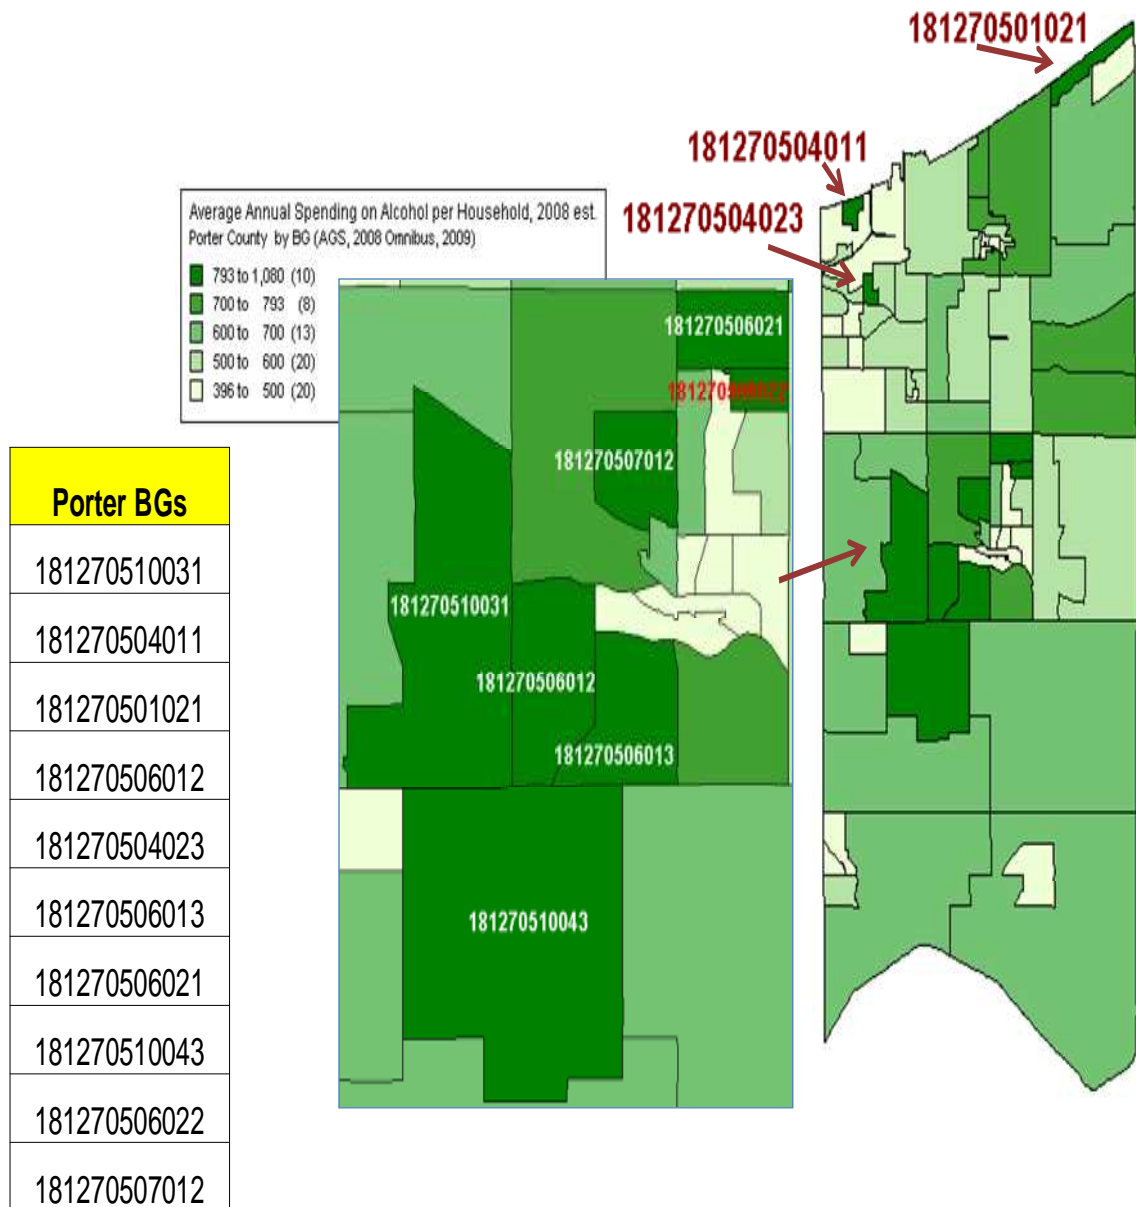 181270501021
181270504011
181270504023
Average Annual Spending on Alcohol per Household, 2008 est.
Porter County by BG (AGS, 2008 Omnibus, 2009)
793 to 1,080 (10)
700 to 793 (8)
600 to 700 (13)
500 to 600 (20)
396 to 500 (20)
181270506021
181270506022
181270507012
181270510031
181270506012
181270506013
181270510043
Porter BGs
181270510031
181270504011
181270501021
181270506012
181270504023
181270506013
181270506021
181270510043
181270506022
181270507012